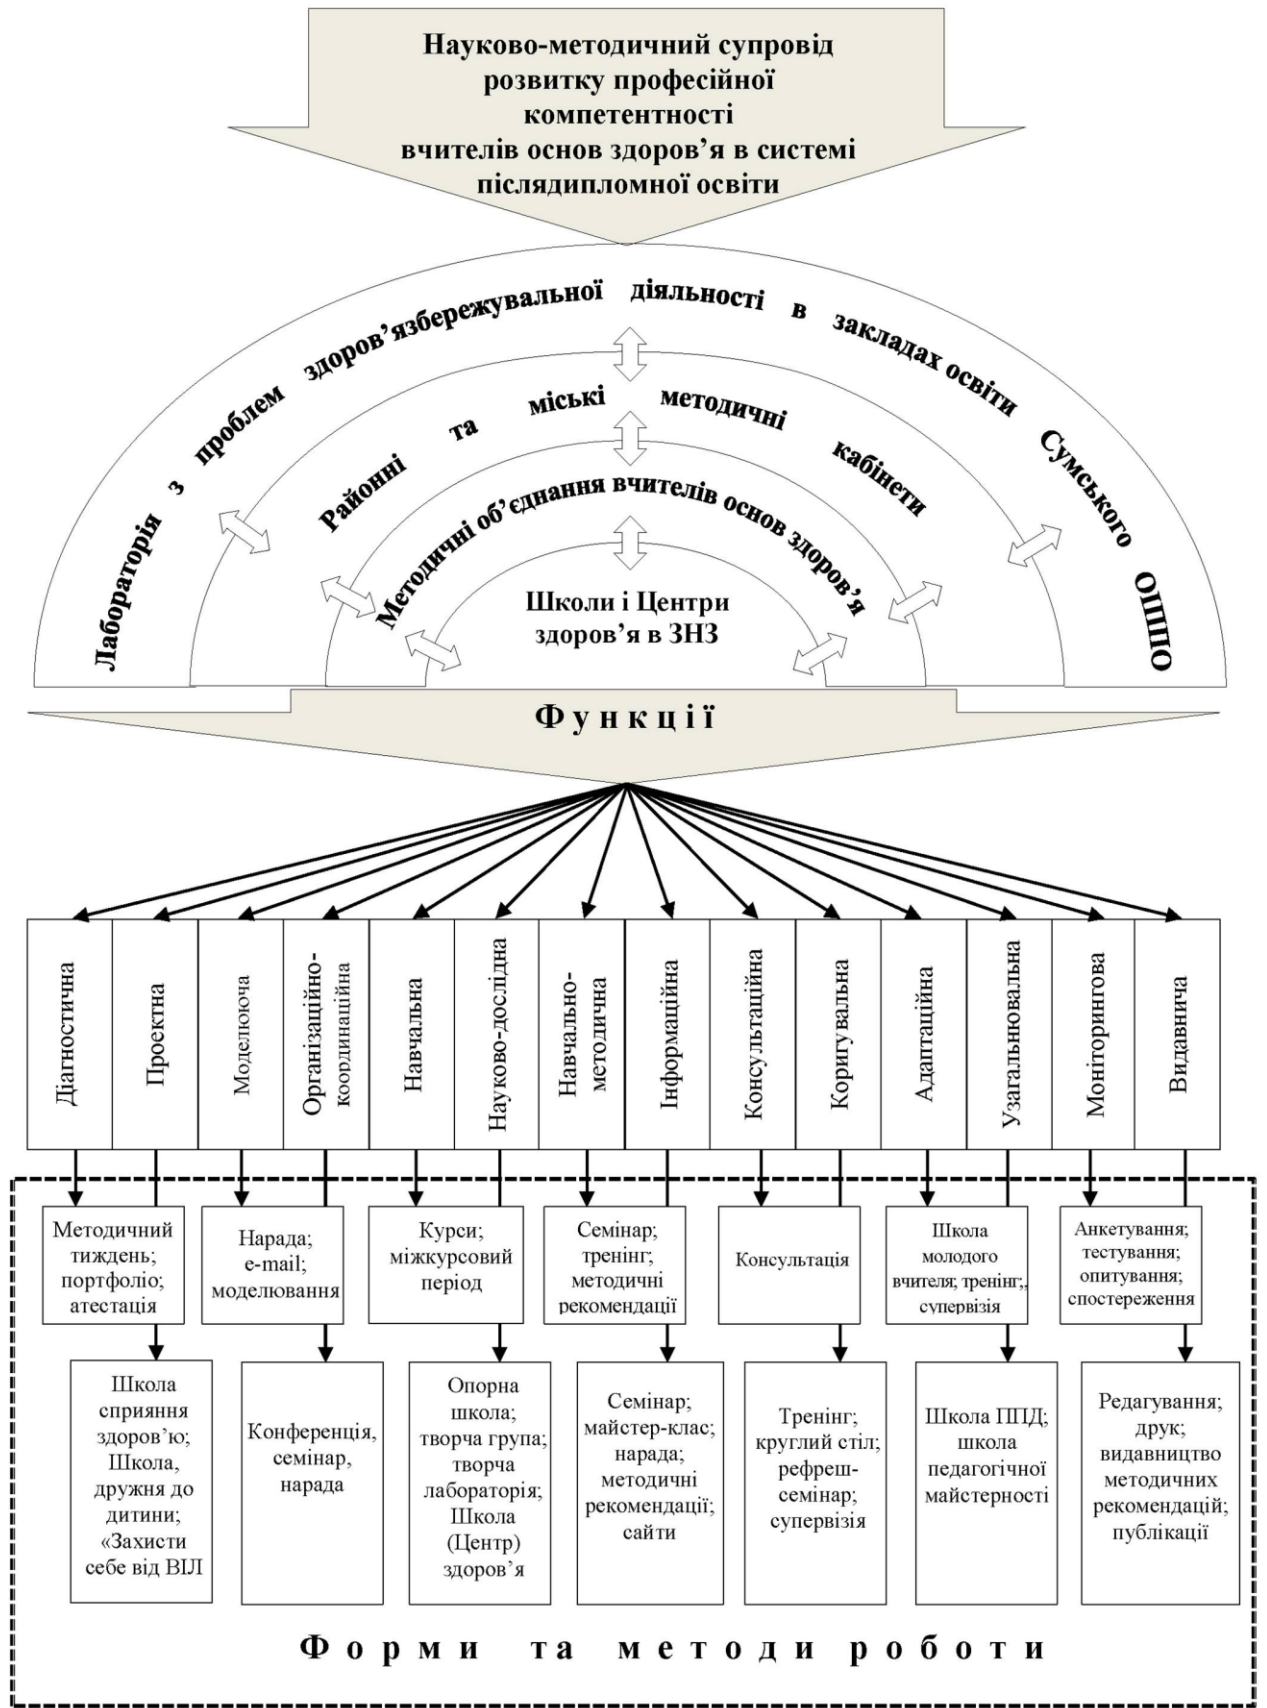 Науково-методичний супровід
розвитку професійної
компетентності
вчителів основ здоров’я в системі
післядипломної освіти
Лабораторія з проблем здоров’язбережувальної діяльності в закладах освіти Сумського ОІППО
Районні та міські методичні кабінети
Методичні об’єднання вчителів основ здоров’я
Школи і Центри
здоров’я в ЗНЗ
Функції
Діагностична
Проектна
Моделююча
Організаційно-
координаційна
Навчальна
Науково-дослідна
Навчально-
методична
Інформаційна
Консультаційна
Коригувальна
Адаптаційна
Узагальнювальна
Моніторингова
Видавнича
Методичний
тиждень;
портфоліо;
атестація
Нарада;
e-mail;
моделювання
Курси;
міжкурсовий
період
Семінар;
тренінг;
методичні
рекомендації
Консультація
Школа
молодого
вчителя; тренінг;,
супервізія
Анкетування;
тестування;
опитування;
спостереження
Школа
сприяння
здоров’ю;
Школа,
дружня до
дитини;
«Захисти
себе від ВІЛ
Конференція,
семінар,
нарада
Опорна
школа;
творча група;
творча
лабораторія;
Школа
(Центр)
здоров’я
Семінар;
майстер-клас;
нарада;
методичні
рекомендації;
сайти
Тренінг;
круглий стіл;
рефреш-
семінар;
супервізія
Школа ППД;
школа
педагогічної
майстерності
Редагування;
друк;
видавництво
методичних
рекомендацій;
публікації
Форми та методи роботи